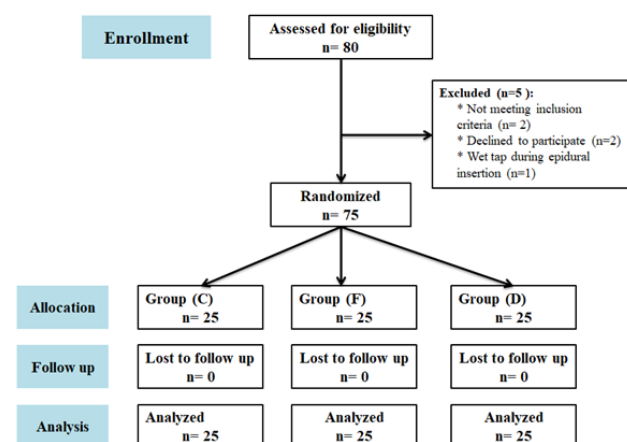 Enrollment
Assessed for eligibility
n= 80
Excluded (n=5 ):
* Not meeting inclusion
criteria (n= 2)
* Declined to participate (n=2)
* Wet tap during epidural
insertion (n=1)
Randomized
n= 75
Allocation
Group (C)
n= 25
Group (F)
n= 25
Group (D)
n= 25
Follow up
Lost to follow up
n= 0
Lost to follow up
n= 0
Lost to follow up
n= 0
Analysis
Analyzed
n= 25
Analyzed
n= 25
Analyzed
n= 25